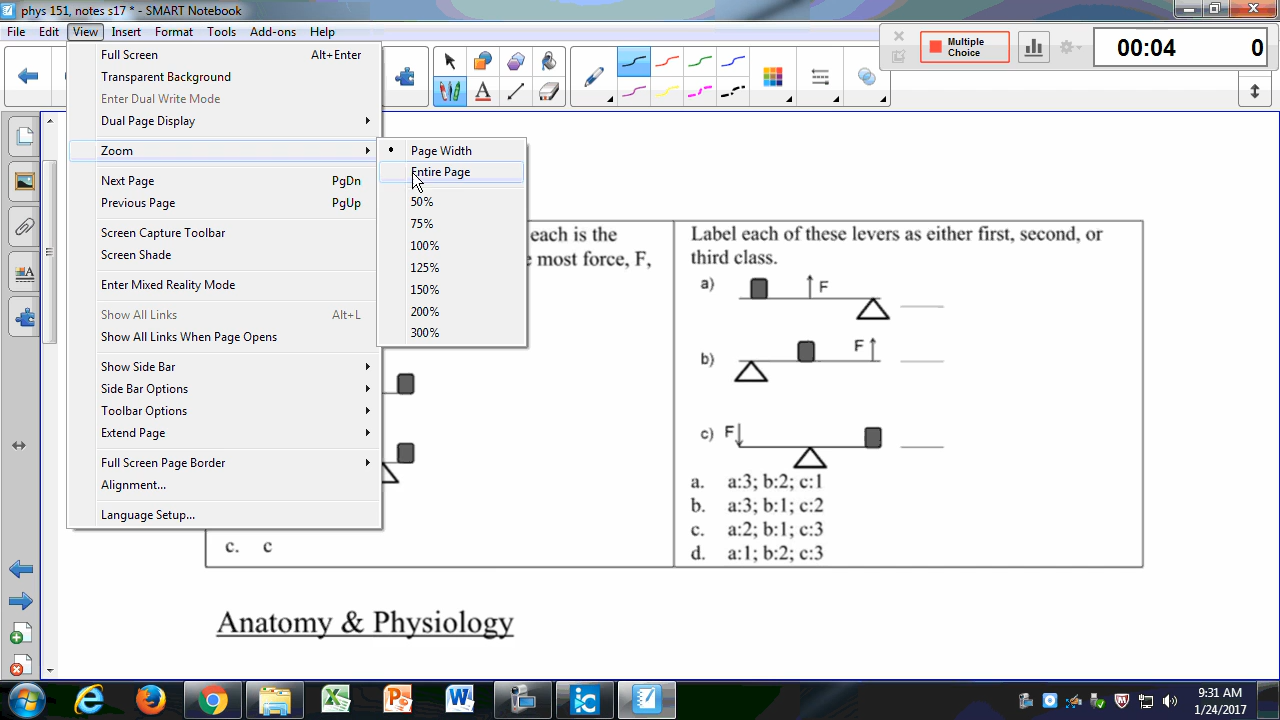 phys 151, notes s17 * - SMART Notebook
File Edit View Insert Format Tools Add-ons Help
Multiple Choice
00:04 0
Full Screen Alt+Enter
Transparent Background
Enter Dual Write Mode
Dual Page Display
Zoom
Next Page PgDn
Previous Page PgUp
Screen Capture Toolbar
Screen Shade
Enter Mixed Reality Mode
Show All Links Alt+L
Show All Links When Page Opens
Show Side Bar
Side Bar Options
Toolbar Options
Extend Page
Full Screen Page Border
Alignment...
Language Setup...
Page Width
Entire Page
50%
75%
100%
125%
150%
200%
300%
each is the
most force, F,
c. c
Label each of these levers as either first, second, or
third class.
a) F
b) F
c) F
a. a:3; b:2; c:1
b. a:3; b:1; c:2
c. a:2; b:1; c:3
d. a:1; b:2; c:3
Anatomy & Physiology
9:31 AM
1/24/2017